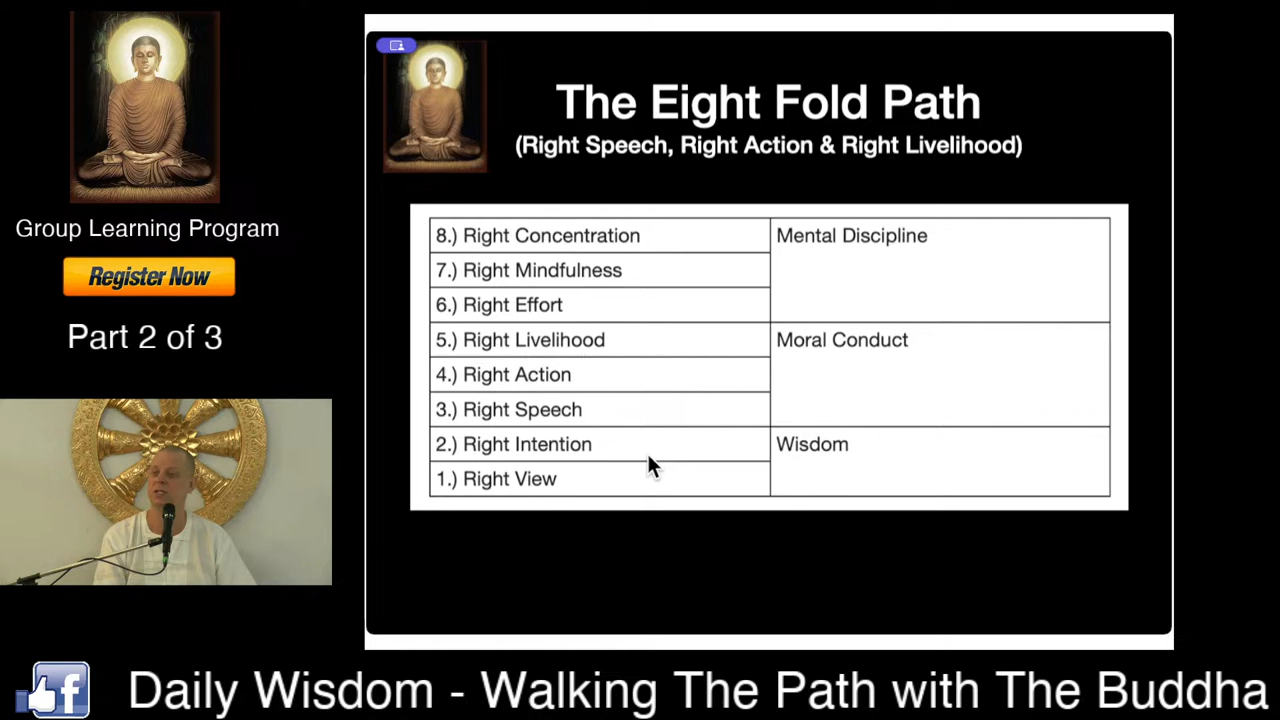 Group Learning Program
Register Now
Part 2 of 3
The Eight Fold Path
(Right Speech, Right Action & Right Livelihood)
8.) Right Concentration
Mental Discipline
7.) Right Mindfulness
6.) Right Effort
5.) Right Livelihood
Moral Conduct
4.) Right Action
3.) Right Speech
2.) Right Intention
Wisdom
1.) Right View
f
Daily Wisdom - Walking The Path with The Buddha